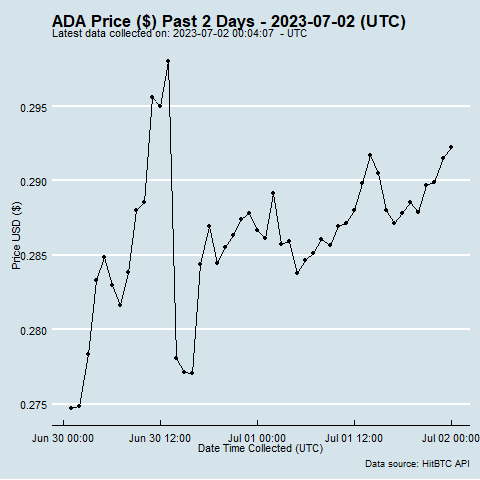 ADA Price ($) Past 2 Days - 2023-07-02 (UTC)
Latest data collected on: 2023-07-02 00:04:07 - UTC
0.295
0.290
0.285
0.280
0.275
Price USD ($)
Jun 30 00:00 Jun 30 12:00 Jul 01 00:00 Jul 01 12:00 Jul 02 00:00
Date Time Collected (UTC)
Data source: HitBTC API